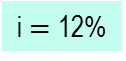 i = 12%